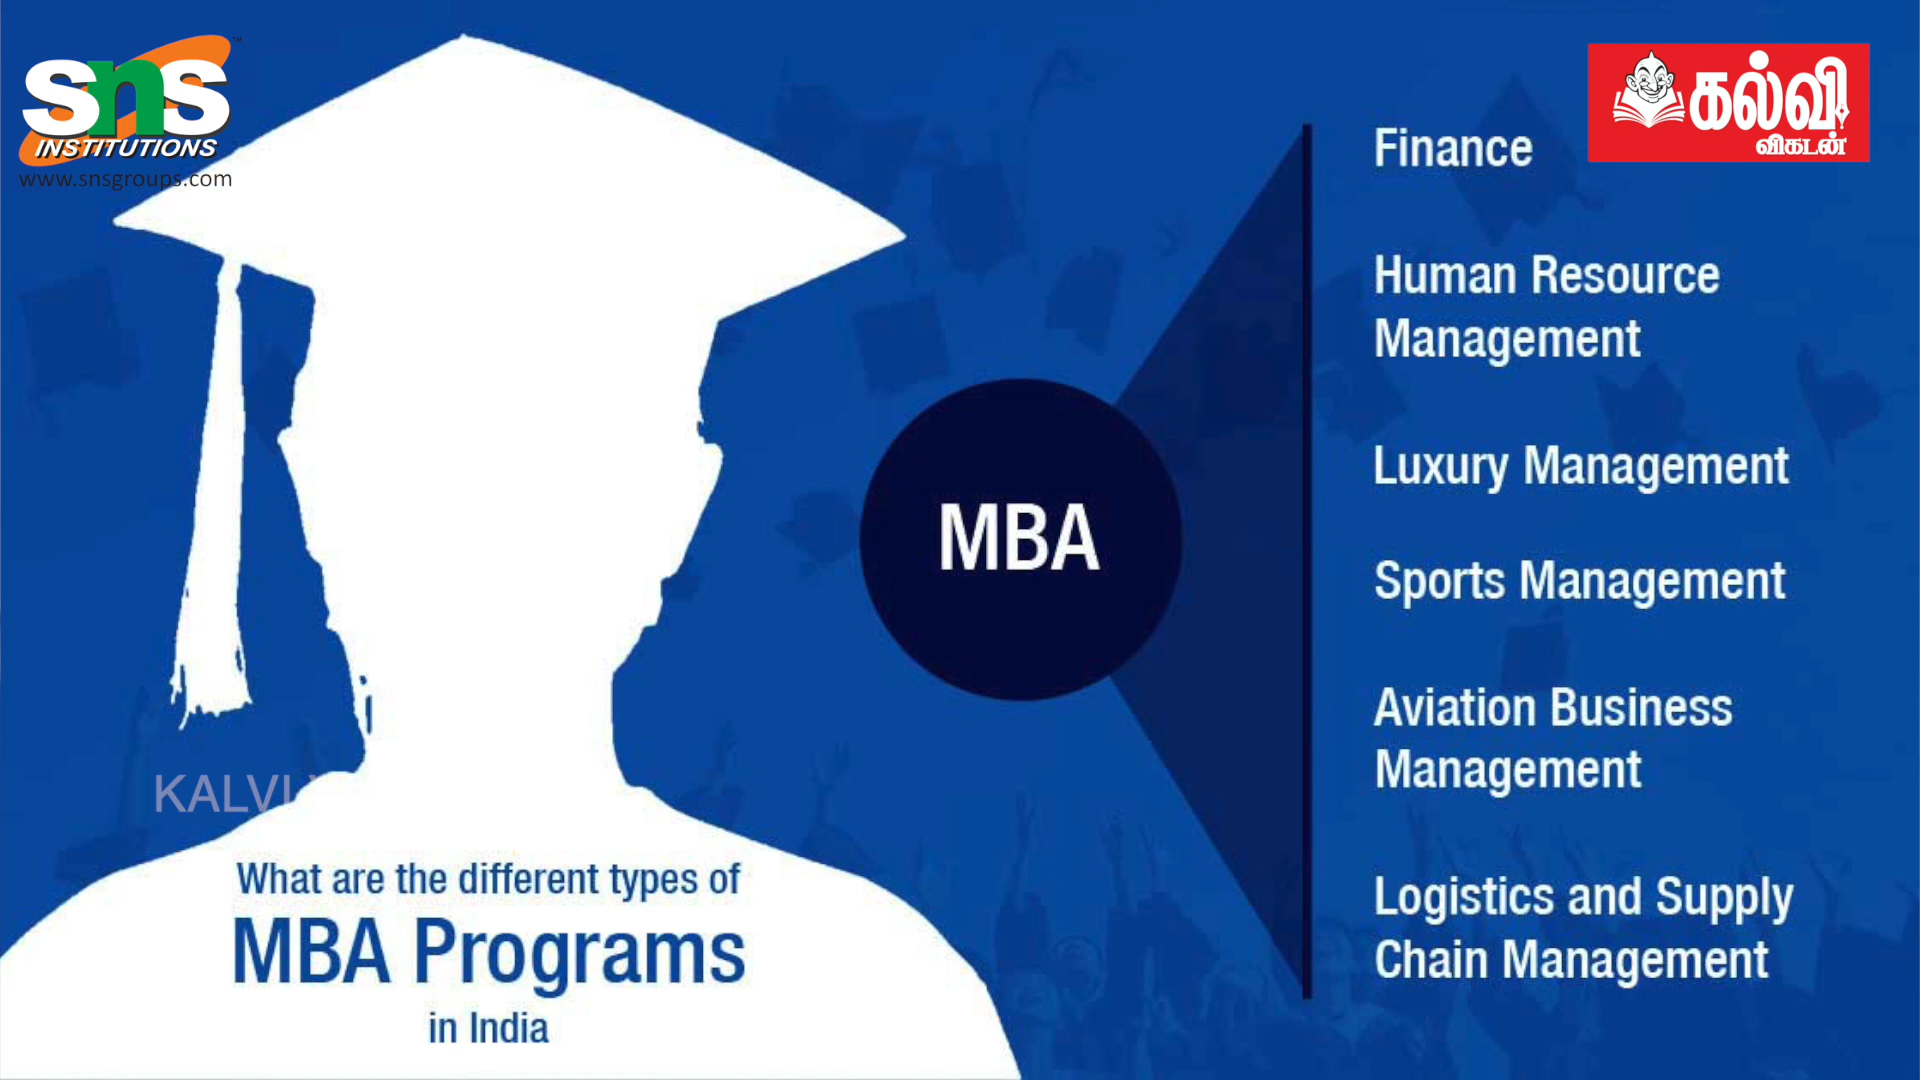 sns
INSTITUTIONS
www.snsgroups.com
கல்வி
விகடன்
Finance
Human Resource
Management
Luxury Management
Sports Management
Aviation Business
Management
Logistics and Supply
Chain Management
MBA
KALVI
What are the different types of
MBA Programs
in India